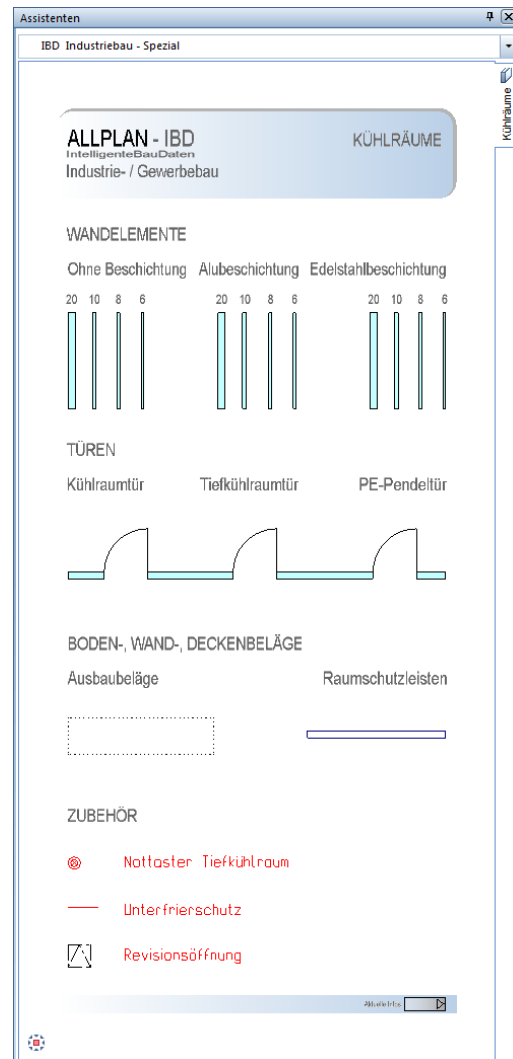 Assistenten
IBD Industriebau - Spezial
Kühlräume
ALLPLAN - IBD KÜHLRÄUME
IntelligenteBauDaten
Industrie- / Gewerbebau
WANDELEMENTE
Ohne Beschichtung Alubeschichtung Edelstahlbeschichtung
20 10 8 6 20 10 8 6 20 10 8 6
TÜREN
Kühlraumtür Tiefkühlraumtür PE-Pendeltür
BODEN-, WAND-, DECKENBELÄGE
Ausbaubeläge Raumschutzleisten
ZUBEHÖR
Nottaster Tiefkühlraum
Unterfrierschutz
Revisionsöffnung
Aktuelle Infos